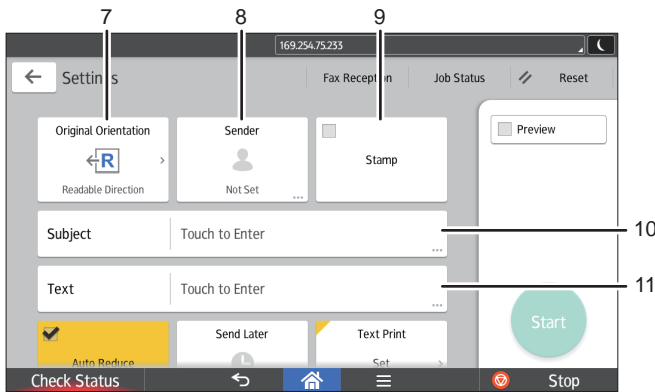 7 8 9
169.254.75.233
Settings Fax Reception Job Status Reset
Original Orientation Sender Preview
R Stamp
Readable Direction Not Set
Subject Touch to Enter 10
Text Touch to Enter 11
Start
Send Later Text Print
Auto Reduce Set
Check Status Stop